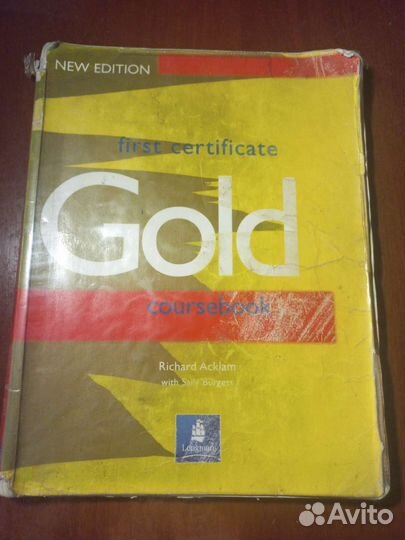 NEW EDITION
first certificate
Gold
coursebook
Richard Acklam
with Sally Burgess
Longman
Avito